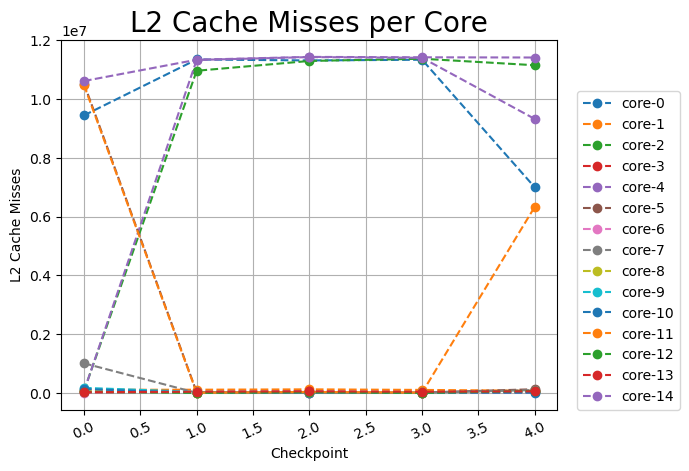 L2 Cache Misses per Core
1e7
1.2
1.0
0.8
0.6
0.4
0.2
0.0
L2 Cache Misses
0.0 0.5 1.0 1.5 2.0 2.5 3.0 3.5 4.0
Checkpoint
core-0
core-1
core-2
core-3
core-4
core-5
core-6
core-7
core-8
core-9
core-10
core-11
core-12
core-13
core-14